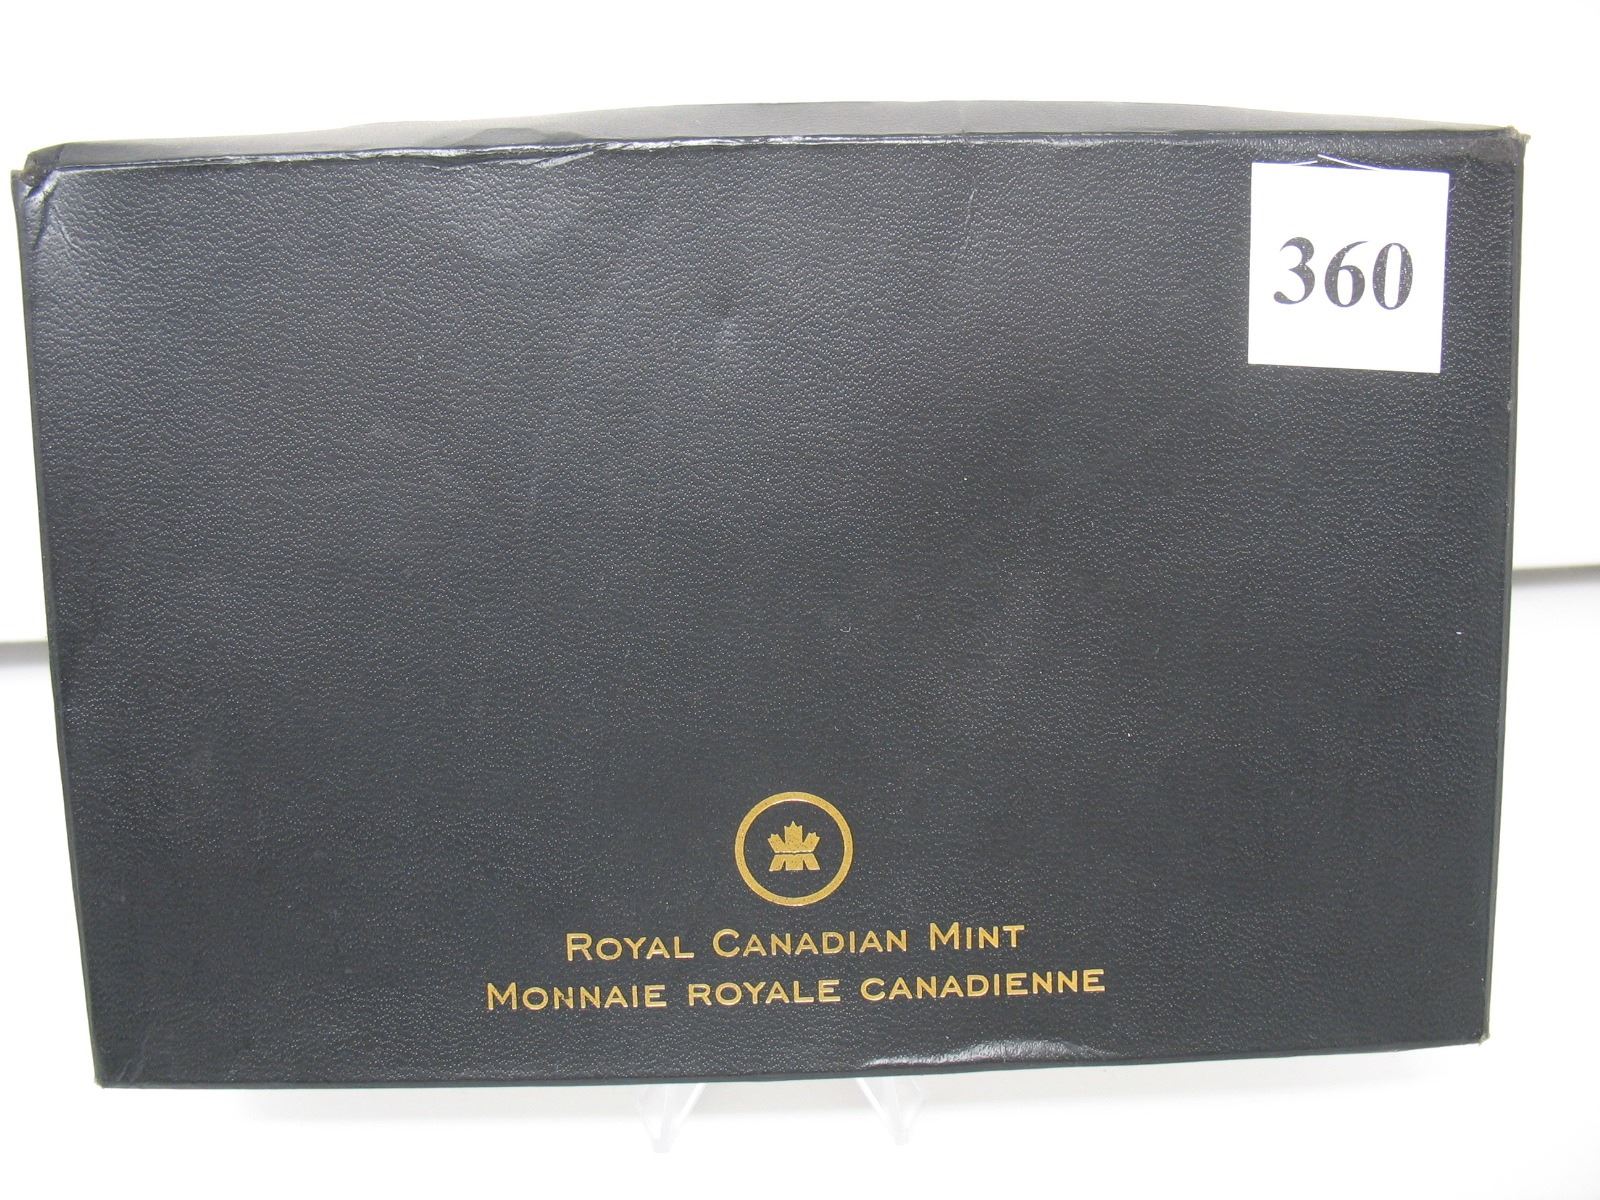 360
ROYAL CANADIAN MINT
MONNAIE ROYALE CANADIENNE